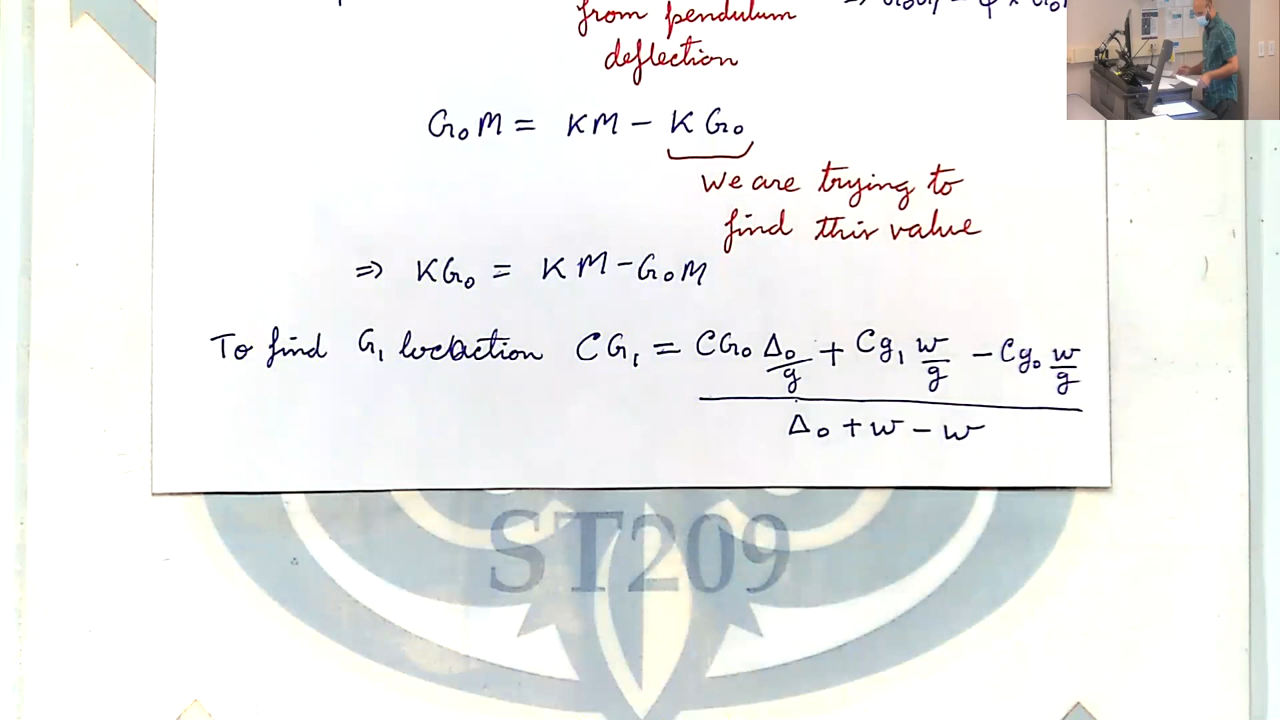 from pendulum
deflection
G₀M = KM − KG₀
We are trying to
find this value
⇒ KG₀ = KM − G₀M
To find G₁ location CG₁ = (CG₀ Δ₀/g + Cg₁ w/g − Cg₀ w/g) / (Δ₀ + w − w)
ST209